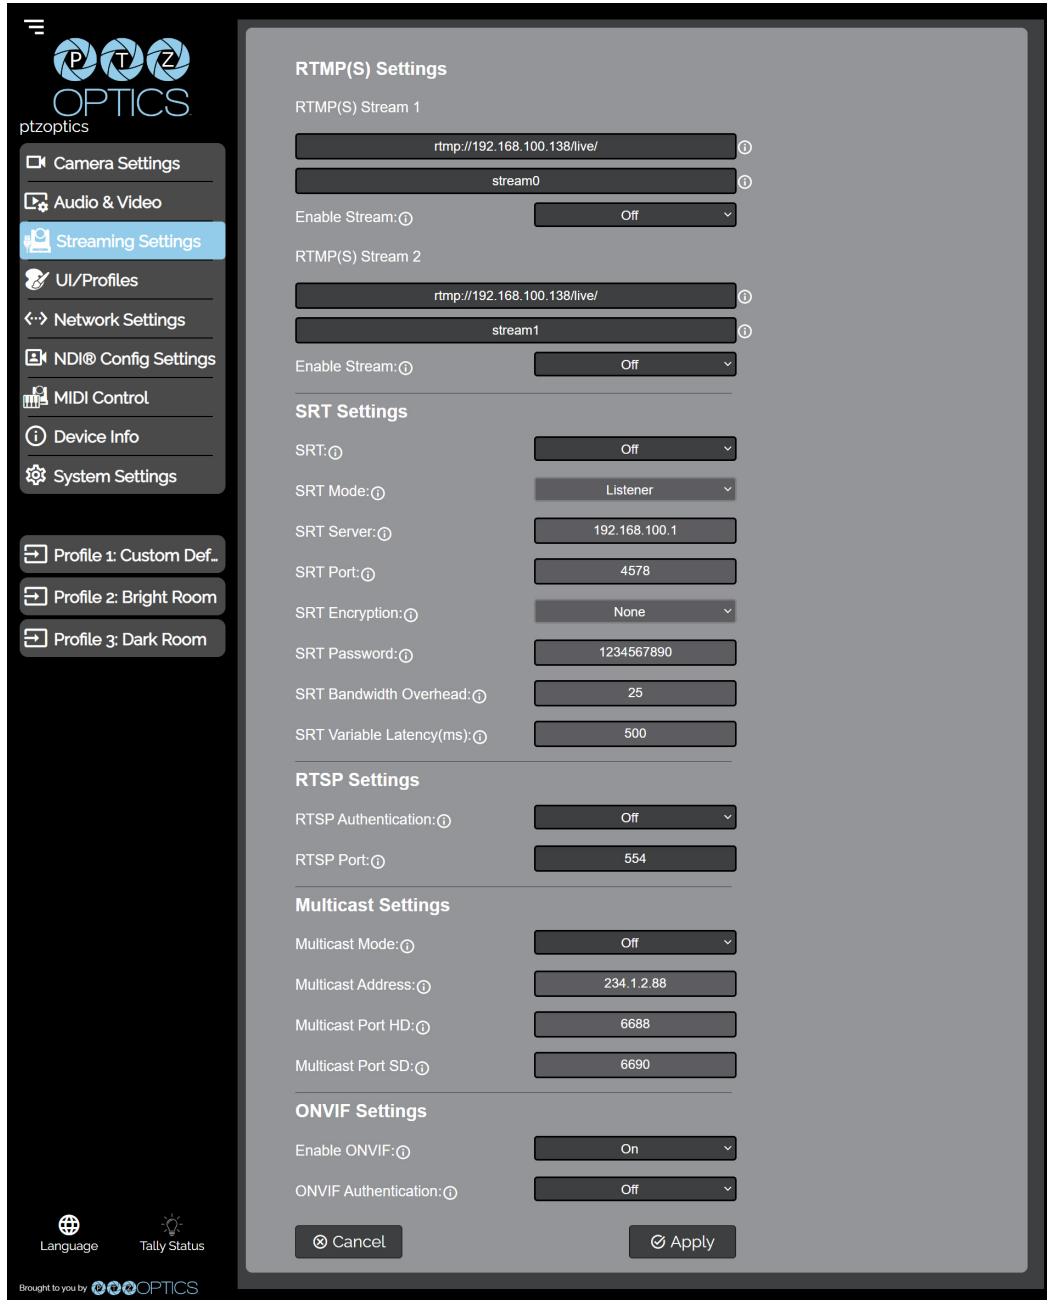 P T Z
OPTICS
ptzoptics
Camera Settings
Audio & Video
Streaming Settings
UI/Profiles
Network Settings
NDI® Config Settings
MIDI Control
Device Info
System Settings
Profile 1: Custom Def...
Profile 2: Bright Room
Profile 3: Dark Room
Language
Tally Status
Brought to you by PTZOPTICS
RTMP(S) Settings
RTMP(S) Stream 1
rtmp://192.168.100.138/live/
stream0
Enable Stream: Off
RTMP(S) Stream 2
rtmp://192.168.100.138/live/
stream1
Enable Stream: Off
SRT Settings
SRT: Off
SRT Mode: Listener
SRT Server: 192.168.100.1
SRT Port: 4578
SRT Encryption: None
SRT Password: 1234567890
SRT Bandwidth Overhead: 25
SRT Variable Latency(ms): 500
RTSP Settings
RTSP Authentication: Off
RTSP Port: 554
Multicast Settings
Multicast Mode: Off
Multicast Address: 234.1.2.88
Multicast Port HD: 6688
Multicast Port SD: 6690
ONVIF Settings
Enable ONVIF: On
ONVIF Authentication: Off
Cancel
Apply